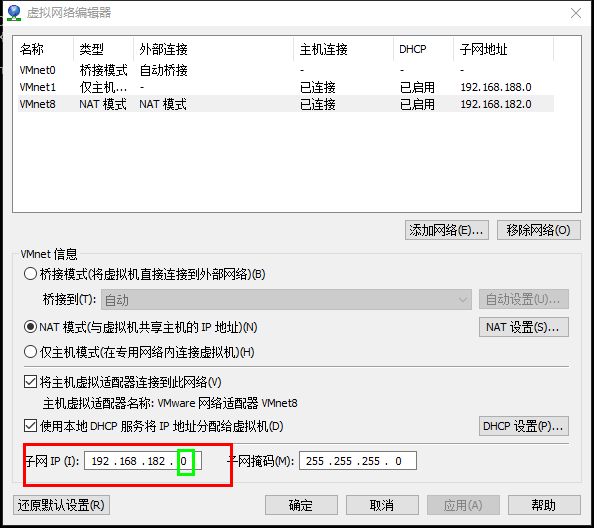 虚拟网络编辑器
名称 类型 外部连接 主机连接 DHCP 子网地址
VMnet0 桥接模式 自动桥接 - - -
VMnet1 仅主机... - 已连接 已启用 192.168.188.0
VMnet8 NAT 模式 NAT 模式 已连接 已启用 192.168.182.0
添加网络(E)... 移除网络(O)
VMnet 信息
桥接模式(将虚拟机直接连接到外部网络)(B)
桥接到(T): 自动 自动设置(U)...
NAT 模式(与虚拟机共享主机的 IP 地址)(N) NAT 设置(S)...
仅主机模式(在专用网络内连接虚拟机)(H)
将主机虚拟适配器连接到此网络(V)
主机虚拟适配器名称: VMware 网络适配器 VMnet8
使用本地 DHCP 服务将 IP 地址分配给虚拟机(D) DHCP 设置(P)...
子网 IP (I): 192 . 168 . 182 . 0 子网掩码(M): 255 . 255 . 255 . 0
还原默认设置(R) 确定 取消 应用(A) 帮助